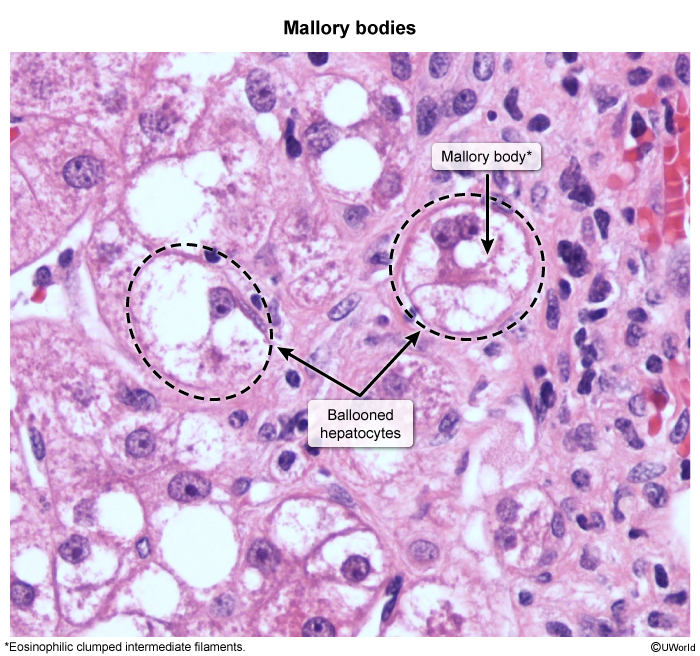 Mallory bodies
Mallory body*
Ballooned
hepatocytes
*Eosinophilic clumped intermediate filaments.
©UWorld